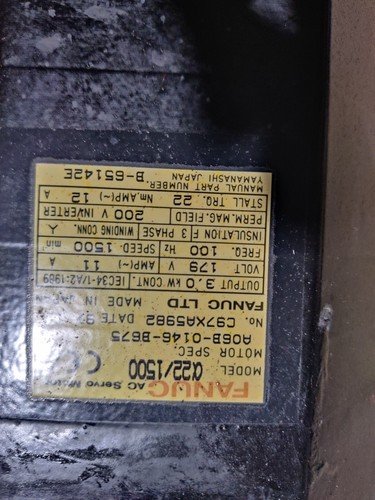 FANUC AC Servo Motor
MODEL α22/1500 CE
MOTOR SPEC.
A06B-0146-B675
No. C97XA5982 DATE
FANUC LTD MADE IN JAPAN
OUTPUT 3.0 kW CONT. IEC34-1/A2:1989
VOLT 179 V AMP(~) 11 A
FREQ. 100 Hz SPEED. 1500 min⁻¹
INSULATION F 3 PHASE WINDING CONN. Y
PERM. MAG. FIELD 200 V INVERTER
STALL TRQ. 22 Nm, AMP(~) 12 A
MANUAL PART NUMBER:
YAMANASHI JAPAN B-65142E